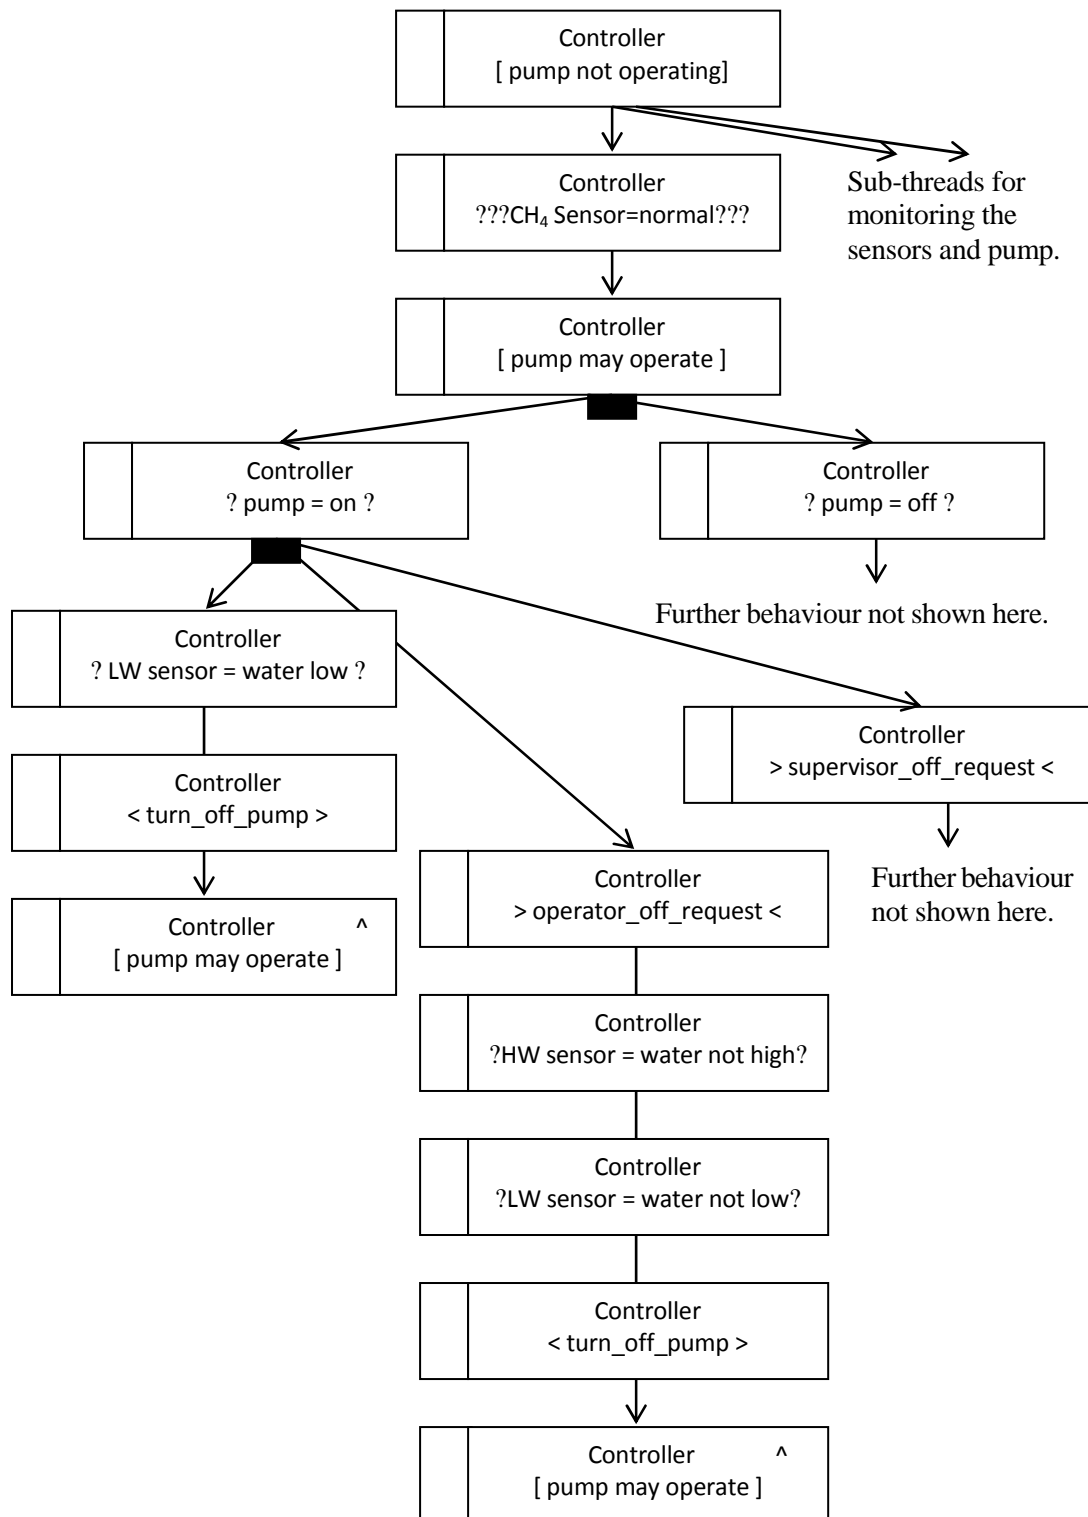 Controller
[ pump not operating]
Controller
???CH₄ Sensor=normal???
Sub-threads for
monitoring the
sensors and pump.
Controller
[ pump may operate ]
Controller
? pump = on ?
Controller
? pump = off ?
Further behaviour not shown here.
Controller
? LW sensor = water low ?
Controller
> supervisor_off_request <
Controller
< turn_off_pump >
Controller
> operator_off_request <
Further behaviour
not shown here.
Controller ^
[ pump may operate ]
Controller
?HW sensor = water not high?
Controller
?LW sensor = water not low?
Controller
< turn_off_pump >
Controller ^
[ pump may operate ]